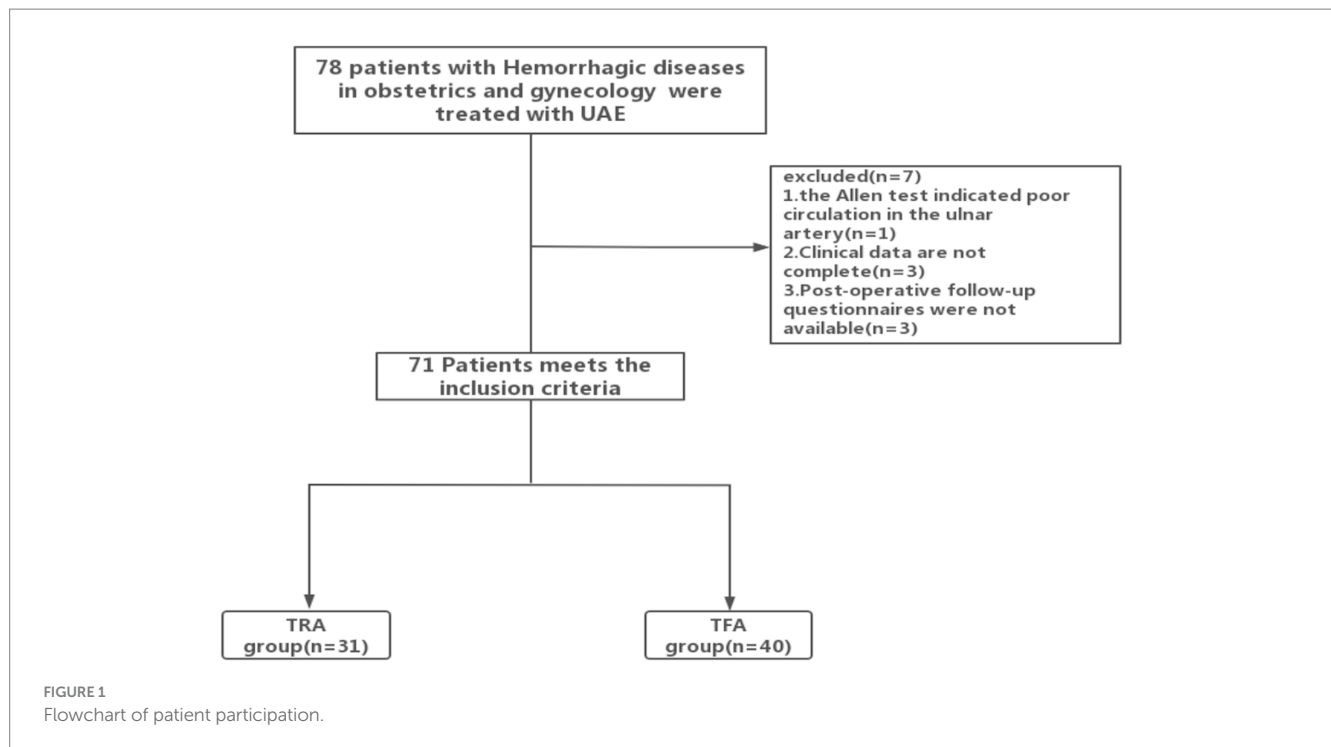 78 patients with Hemorrhagic diseases
in obstetrics and gynecology were
treated with UAE
excluded(n=7)
1.the Allen test indicated poor
circulation in the ulnar
artery(n=1)
2.Clinical data are not
complete(n=3)
3.Post-operative follow-up
questionnaires were not
available(n=3)
71 Patients meets the
inclusion criteria
TRA
group(n=31)
TFA
group(n=40)
FIGURE 1
Flowchart of patient participation.